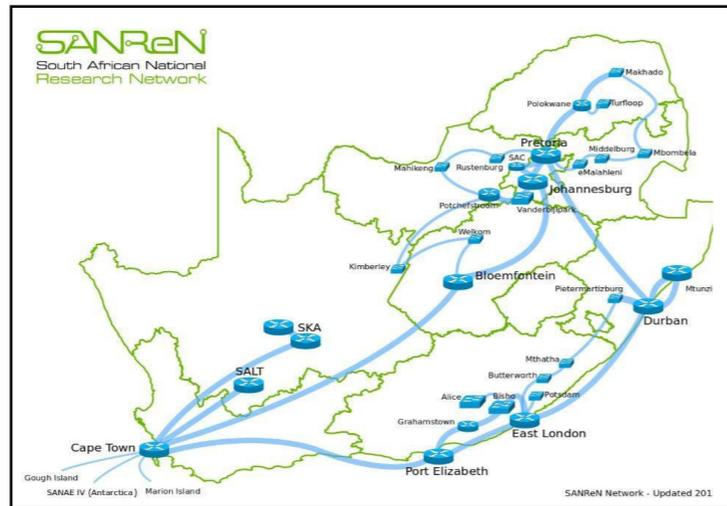 SANReN
South African National
Research Network
Makhado
Polokwane
Turfloop
Pretoria
Middelburg
Mbombela
SAC
Rustenburg
eMalahleni
Mahikeng
Johannesburg
Potchefstroom
Vanderbijlpark
Welkom
Kimberley
Bloemfontein
Pietermartizburg
Mtunzi
Durban
SKA
SALT
Mthatha
Butterworth
Alice
Bisho
Potsdam
Grahamstown
East London
Cape Town
Port Elizabeth
Gough Island
SANAE IV (Antarctica)
Marion Island
SANReN Network - Updated 201